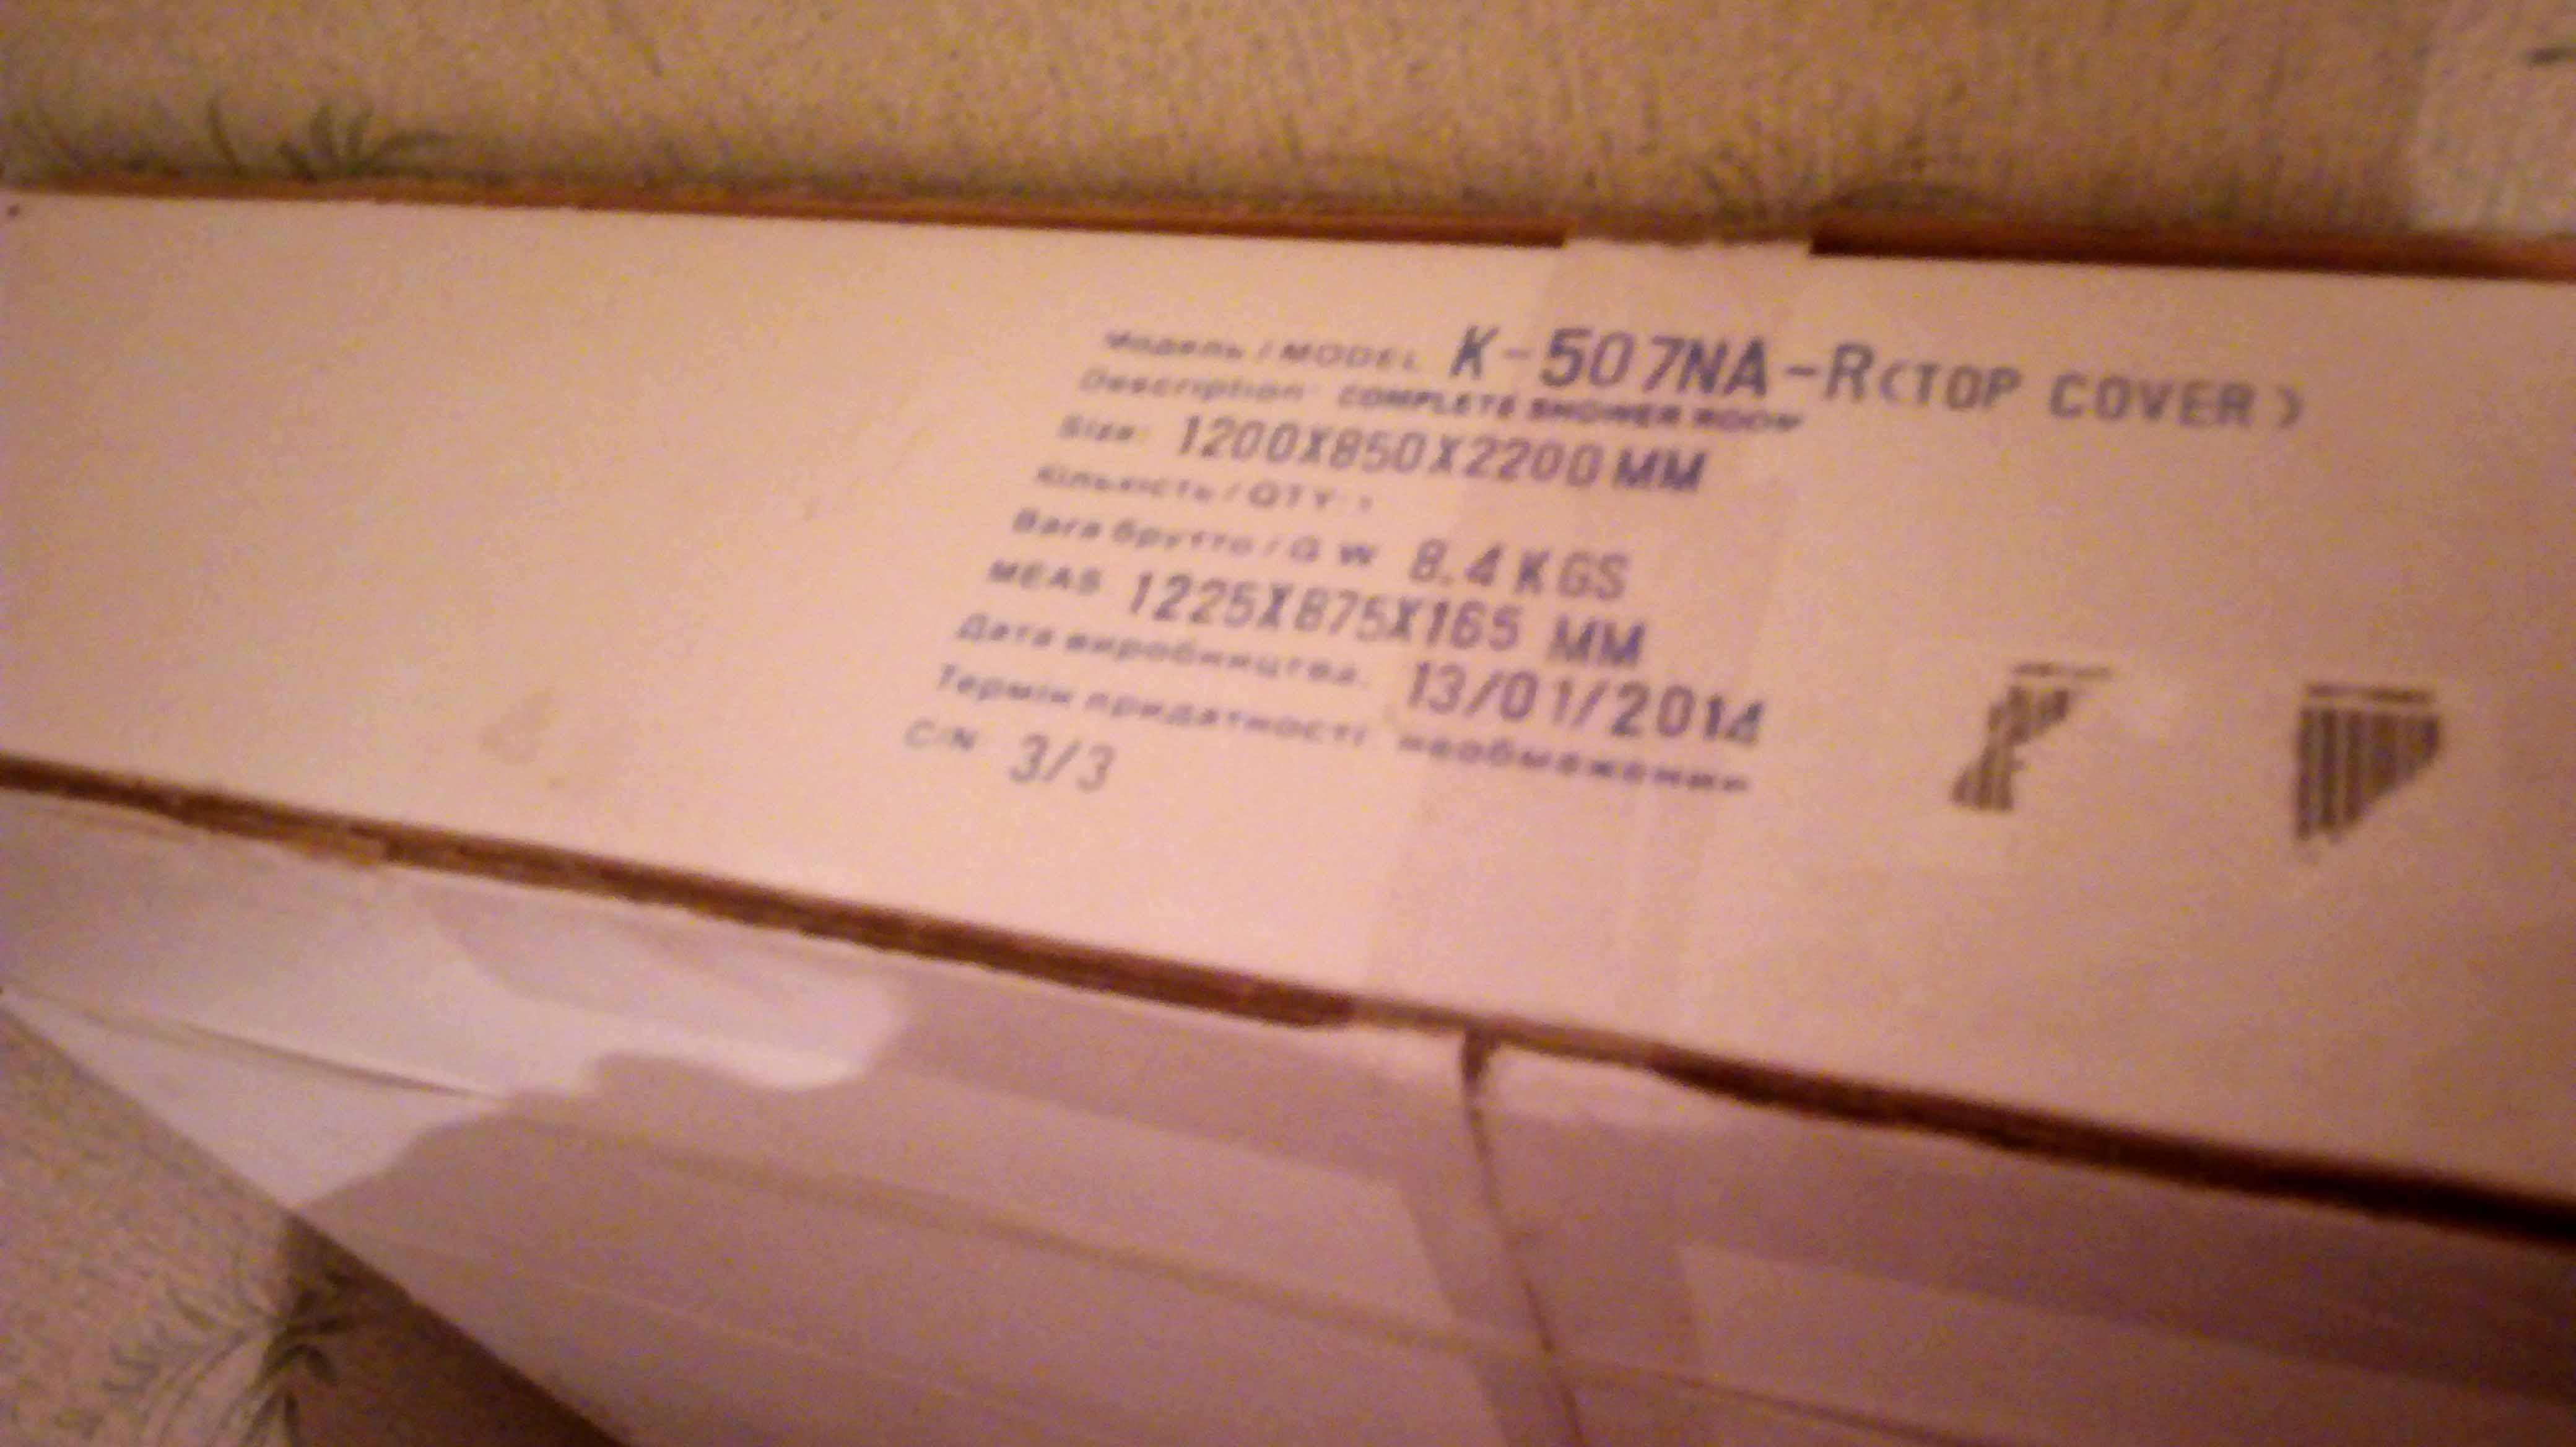 Модель / MODEL K-507NA-R(TOP COVER)
Description: COMPLETE SHOWER ROOM
Size: 1200X850X2200 MM
Кількість / QTY: 1
Вага брутто / G.W 8.4 KGS
MEAS 1225X875X165 MM
Дата виробництва: 13/01/2014
Термін придатності: необмежений
C/N 3/3